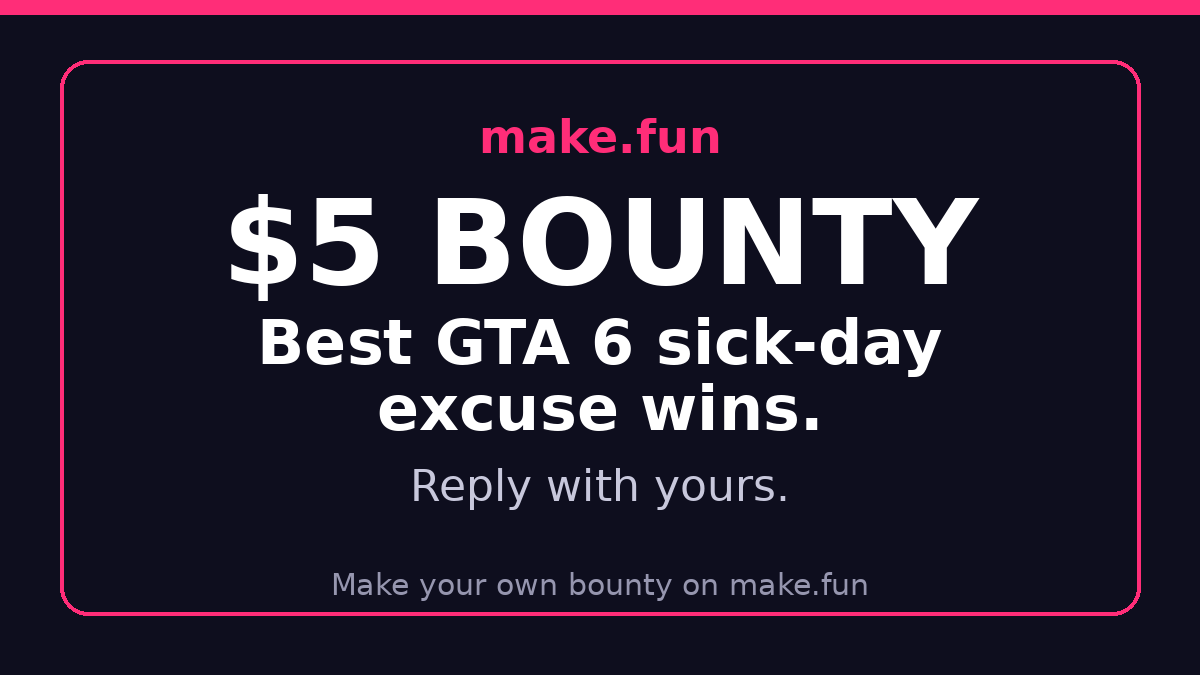 make.fun
$5 BOUNTY
Best GTA 6 sick-day
excuse wins.
Reply with yours.
Make your own bounty on make.fun